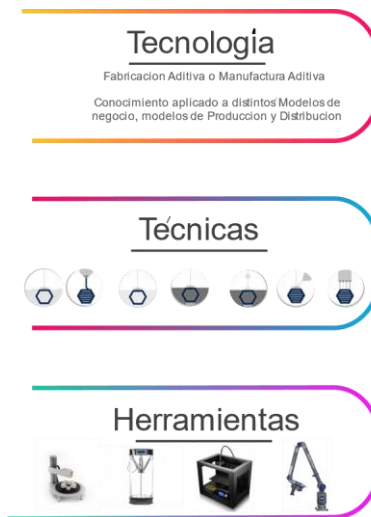 Tecnología
Fabricacion Aditiva o Manufactura Aditiva
Conocimiento aplicado a distintos Modelos de
negocio, modelos de Produccion y Distribucion
Técnicas
Herramientas